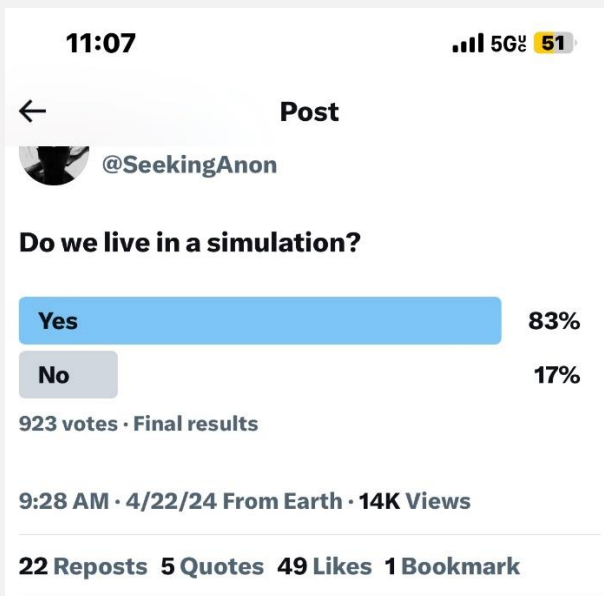 11:07 5G 51
Post
@SeekingAnon
Do we live in a simulation?
Yes 83%
No 17%
923 votes · Final results
9:28 AM · 4/22/24 From Earth · 14K Views
22 Reposts 5 Quotes 49 Likes 1 Bookmark